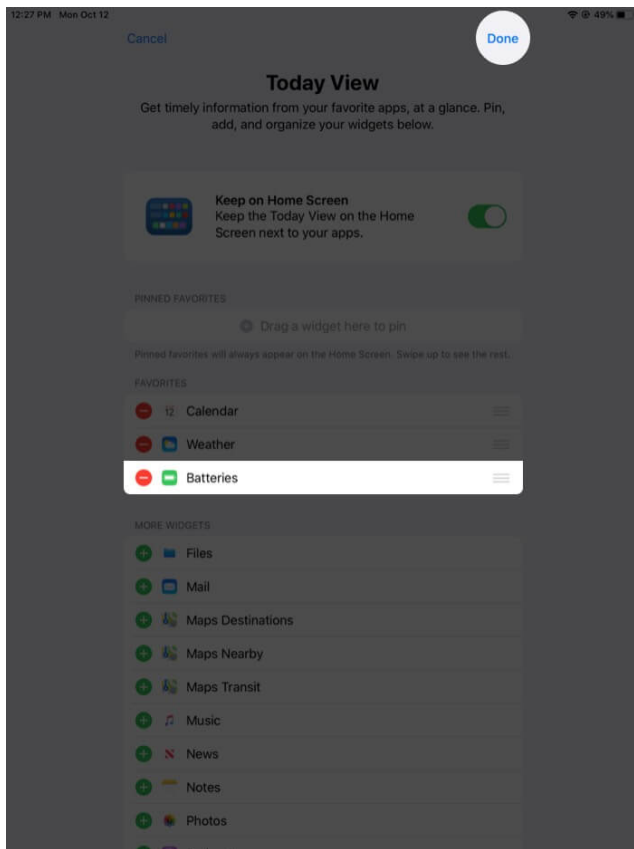 12:27 PM Mon Oct 12
49%
Cancel
Done
Today View
Get timely information from your favorite apps, at a glance. Pin,
add, and organize your widgets below.
Keep on Home Screen
Keep the Today View on the Home
Screen next to your apps.
PINNED FAVORITES
Drag a widget here to pin
Pinned favorites will always appear on the Home Screen. Swipe up to see the rest.
FAVORITES
12 Calendar
Weather
Batteries
MORE WIDGETS
Files
Mail
Maps Destinations
Maps Nearby
Maps Transit
Music
News
Notes
Photos